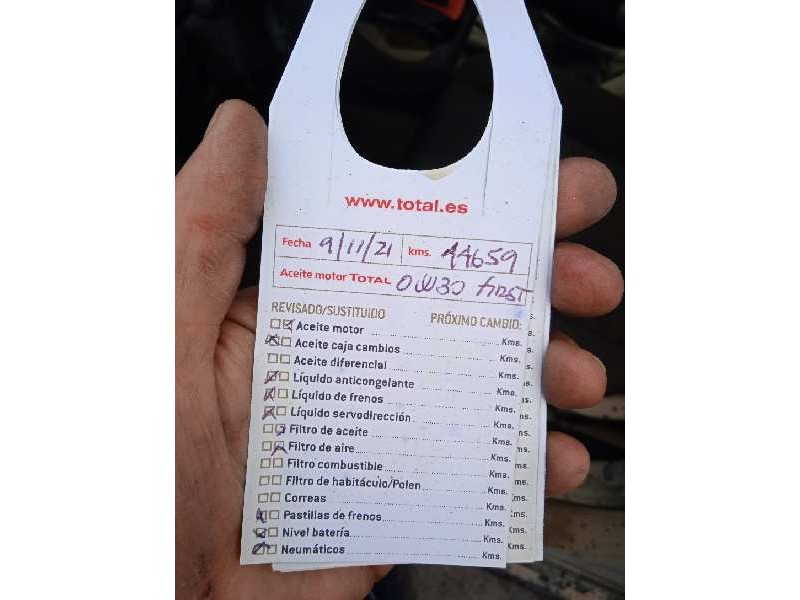 www.total.es
Fecha 9/11/21 kms. 44659
Aceite motor TOTAL 0W30 FIRST
REVISADO/SUSTITUIDO PRÓXIMO CAMBIO:
Aceite motor Kms.
Aceite caja cambios Kms.
Aceite diferencial Kms.
Líquido anticongelante Kms.
Líquido de frenos Kms.
Líquido servodirección Kms.
Filtro de aceite Kms.
Filtro de aire Kms.
Filtro combustible Kms.
Filtro de habitáculo/Polen Kms.
Correas Kms.
Pastillas de frenos Kms.
Nivel batería Kms.
Neumáticos Kms.